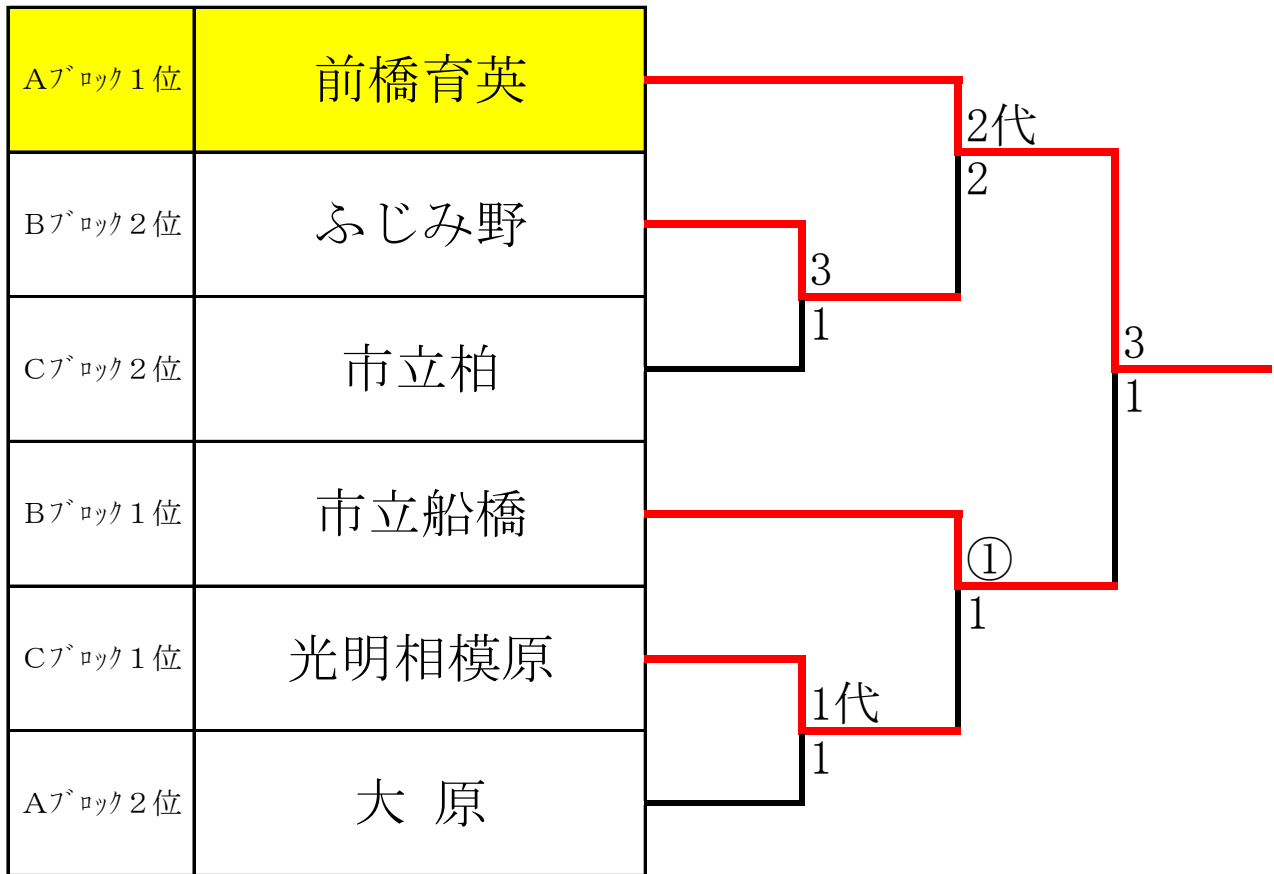 Aﾌﾞﾛｯｸ１位 前橋育英
Bﾌﾞﾛｯｸ２位 ふじみ野
Cﾌﾞﾛｯｸ２位 市立柏
Bﾌﾞﾛｯｸ１位 市立船橋
Cﾌﾞﾛｯｸ１位 光明相模原
Aﾌﾞﾛｯｸ２位 大 原
2代
2
3
1
3
1
①
1
1代
1